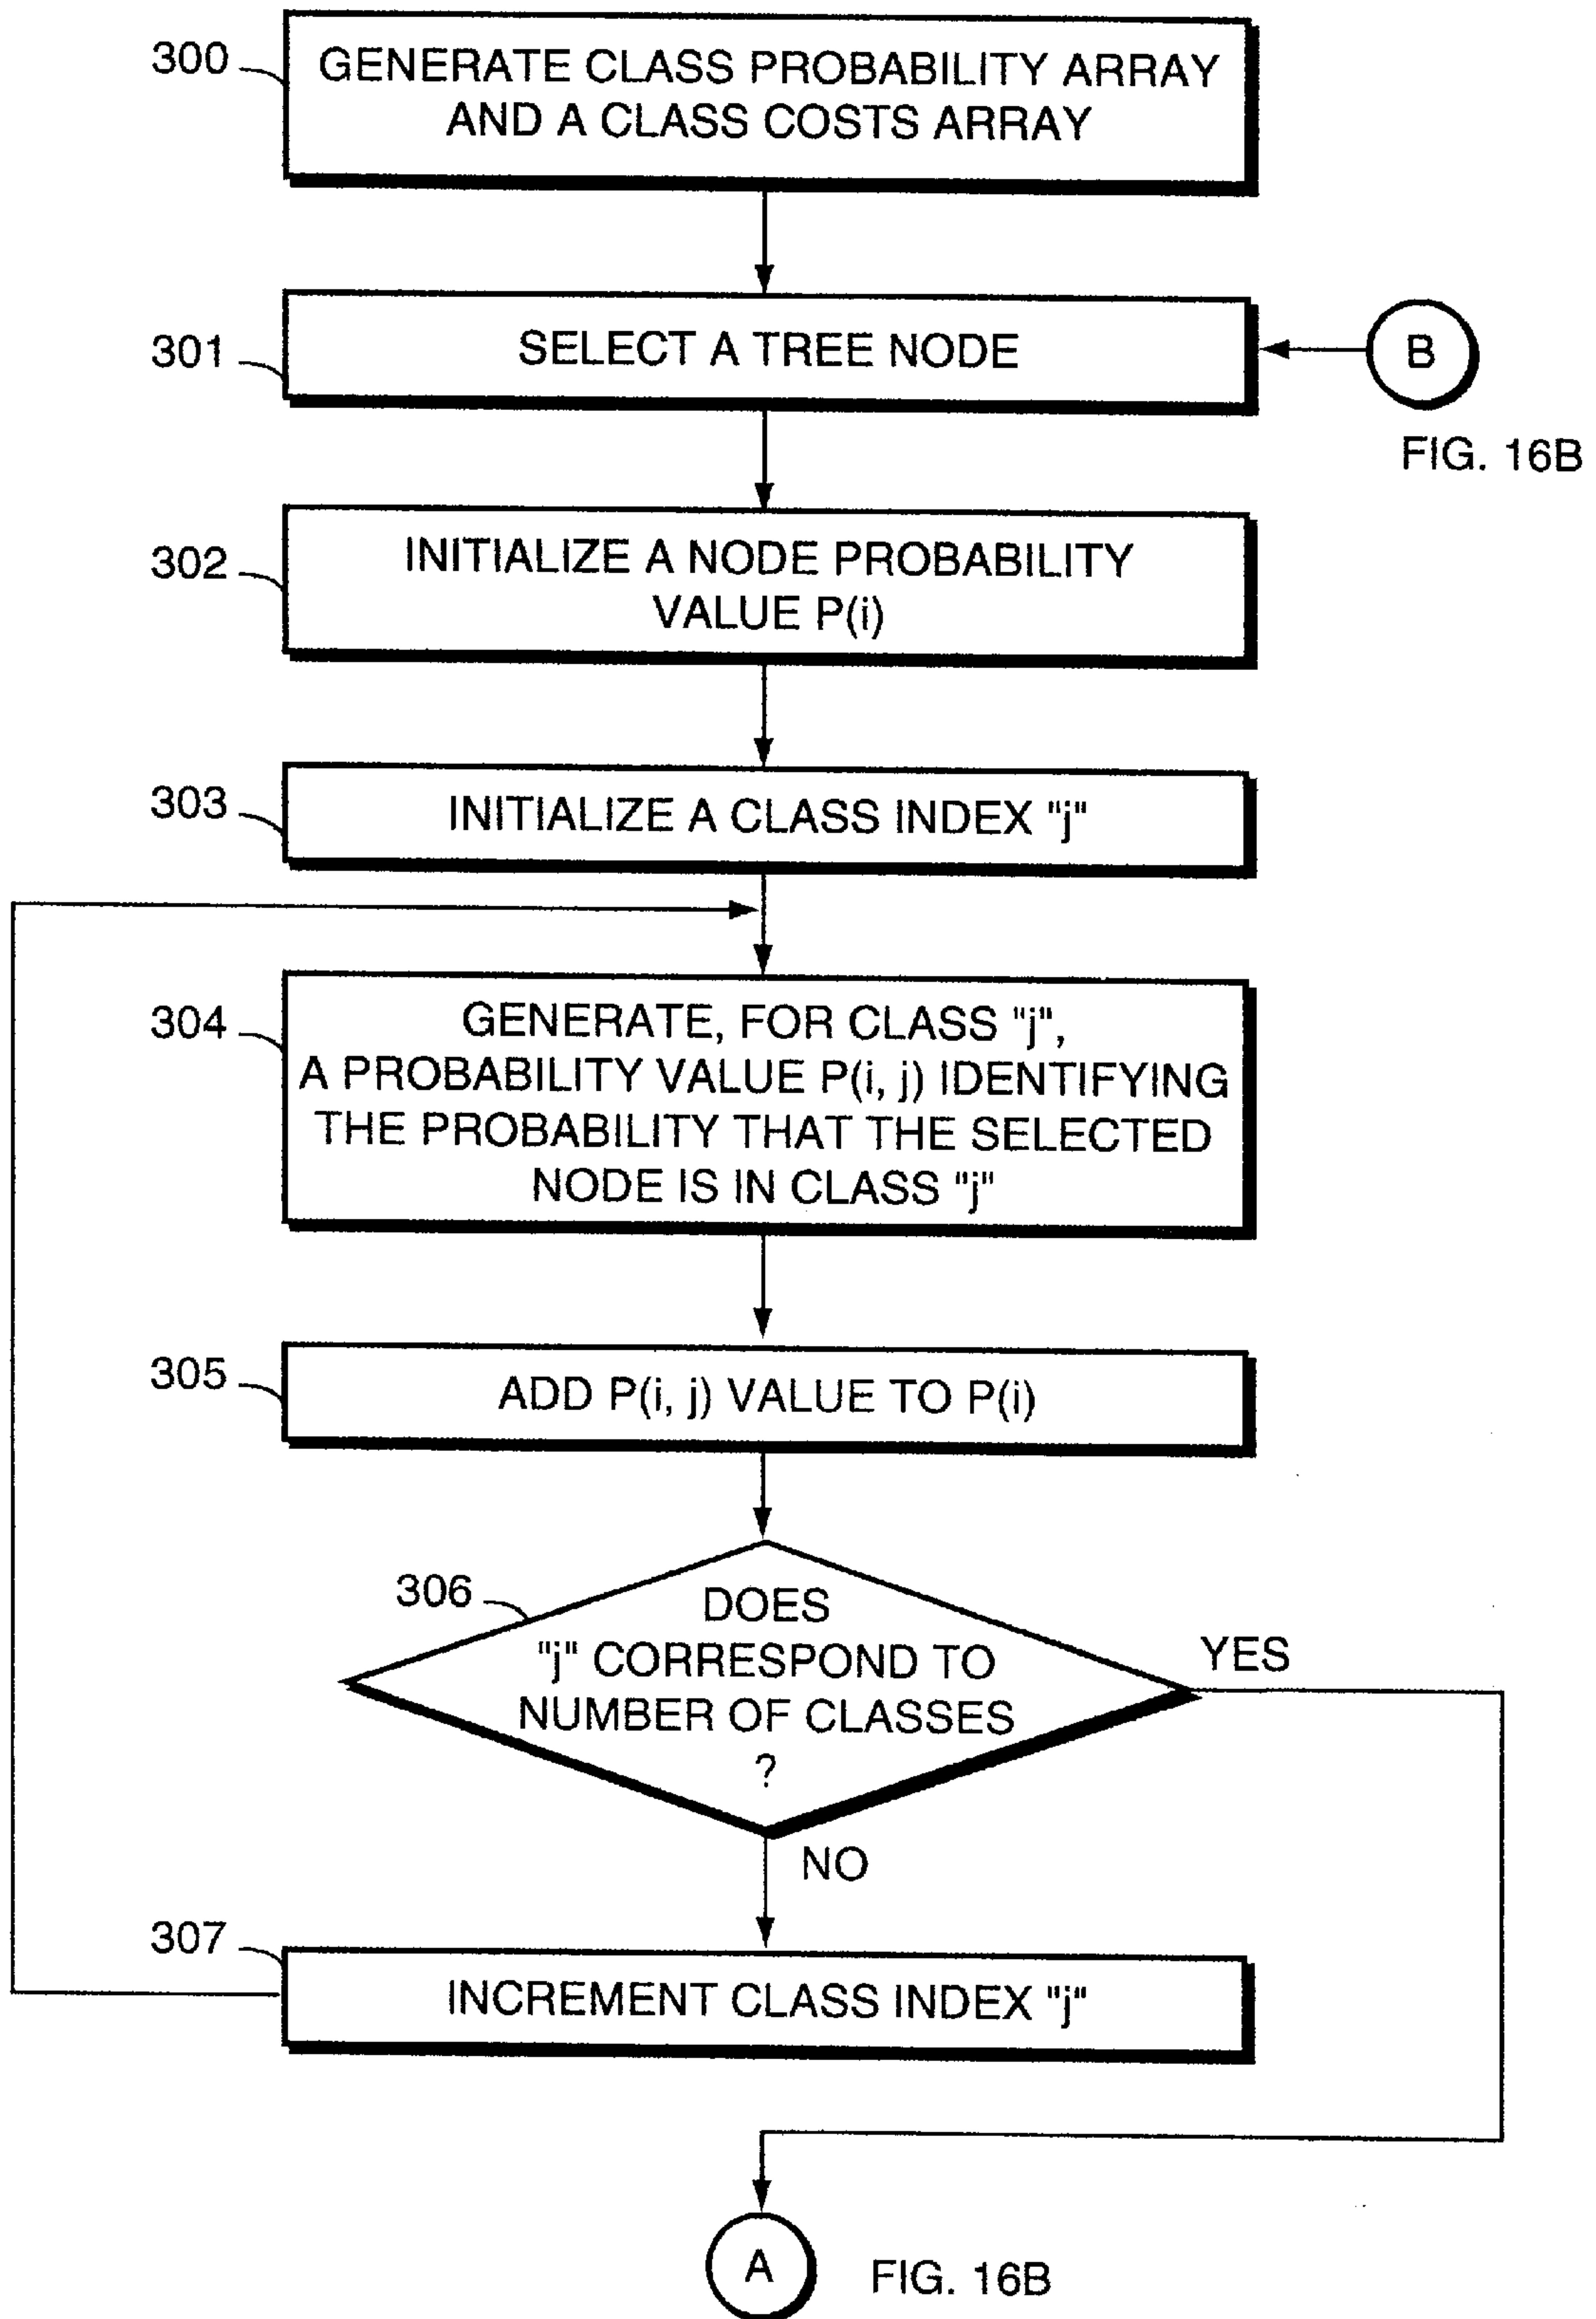 300
GENERATE CLASS PROBABILITY ARRAY
AND A CLASS COSTS ARRAY
301
SELECT A TREE NODE
B
FIG. 16B
302
INITIALIZE A NODE PROBABILITY
VALUE P(i)
303
INITIALIZE A CLASS INDEX "j"
304
GENERATE, FOR CLASS "j",
A PROBABILITY VALUE P(i, j) IDENTIFYING
THE PROBABILITY THAT THE SELECTED
NODE IS IN CLASS "j"
305
ADD P(i, j) VALUE TO P(i)
306
DOES
"j" CORRESPOND TO
NUMBER OF CLASSES
?
YES
NO
307
INCREMENT CLASS INDEX "j"
A
FIG. 16B